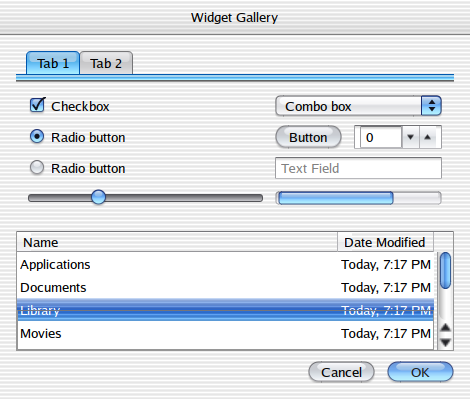 Widget Gallery
Tab 1 Tab 2
Checkbox Combo box
Radio button Button 0
Radio button Text Field
Name Date Modified
Applications Today, 7:17 PM
Documents Today, 7:17 PM
Library Today, 7:17 PM
Movies Today, 7:17 PM
Cancel OK